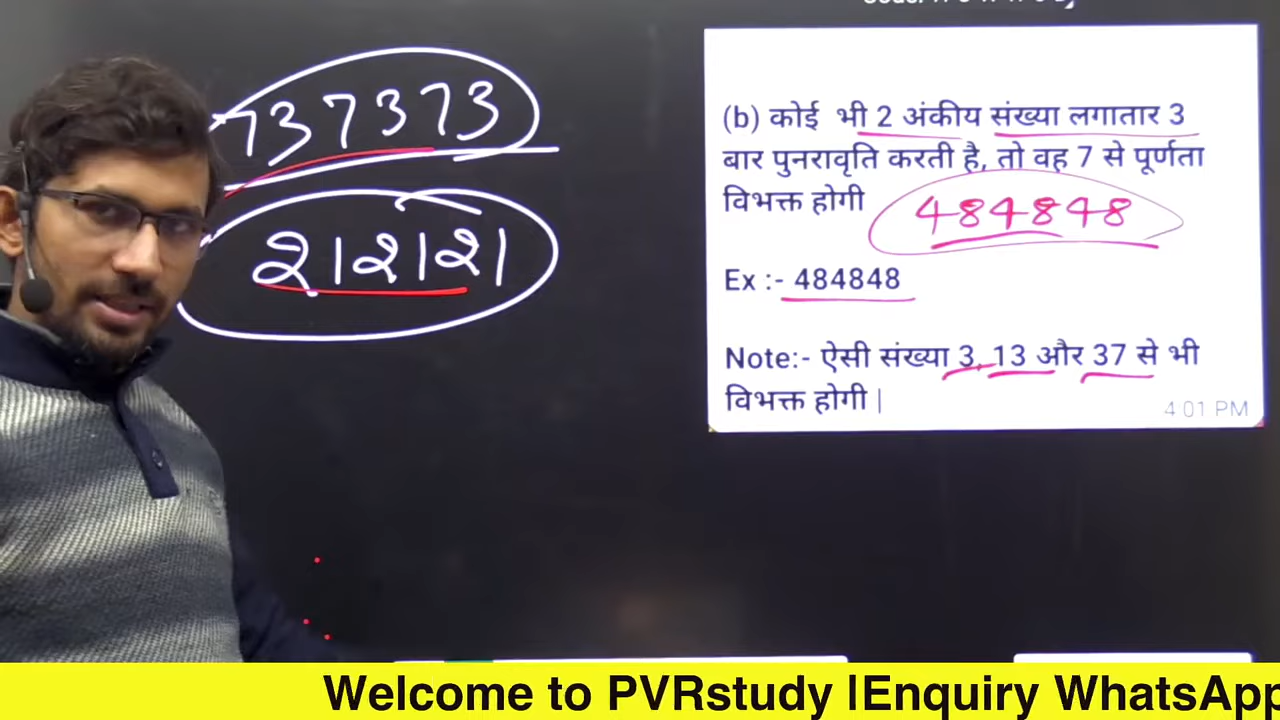 737373
212121
(b) कोई भी 2 अंकीय संख्या लगातार 3
बार पुनरावृति करती है, तो वह 7 से पूर्णता
विभक्त होगी
484848
Ex :- 484848
Note:- ऐसी संख्या 3, 13 और 37 से भी
विभक्त होगी |
4:01 PM
Welcome to PVRstudy |Enquiry WhatsApp